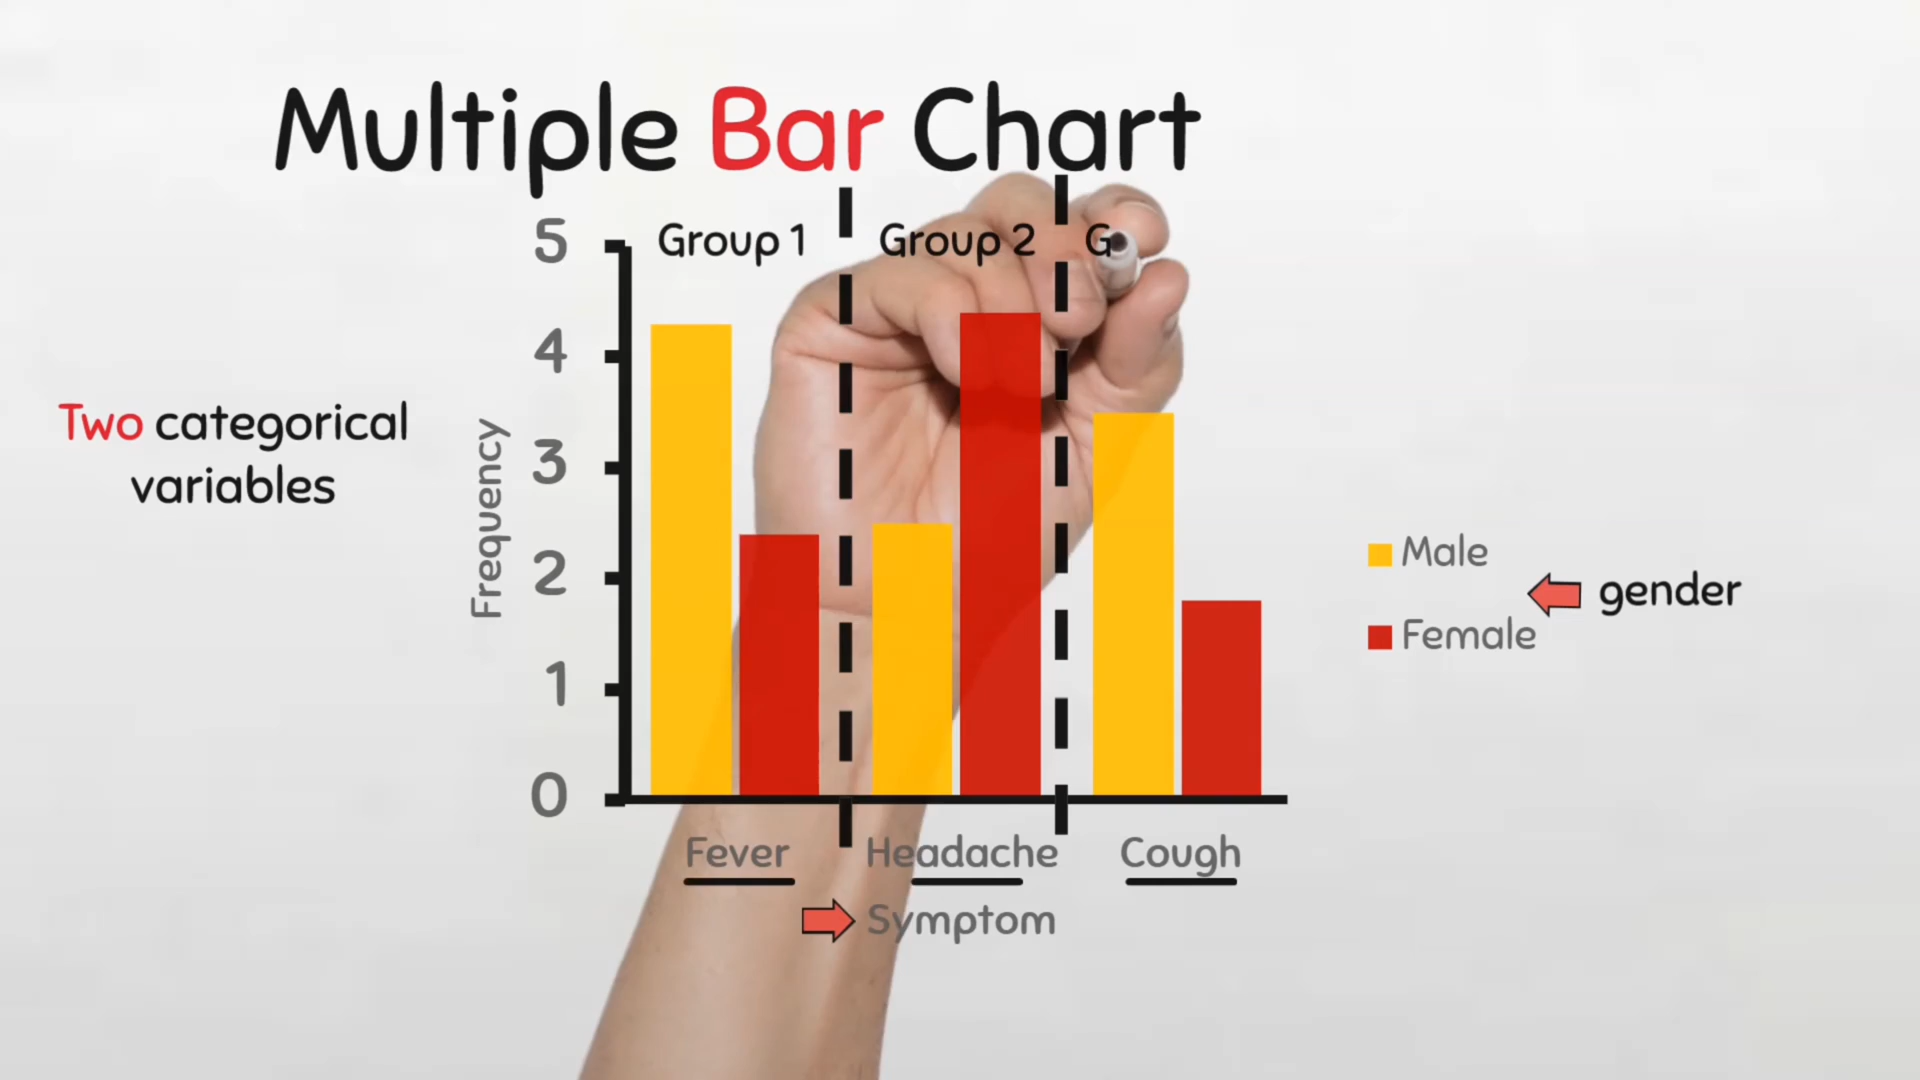 Multiple Bar Chart
Group 1
Group 2
G
5
4
3
2
1
0
Frequency
Two categorical
variables
Male
Female
gender
Fever
Headache
Cough
Symptom